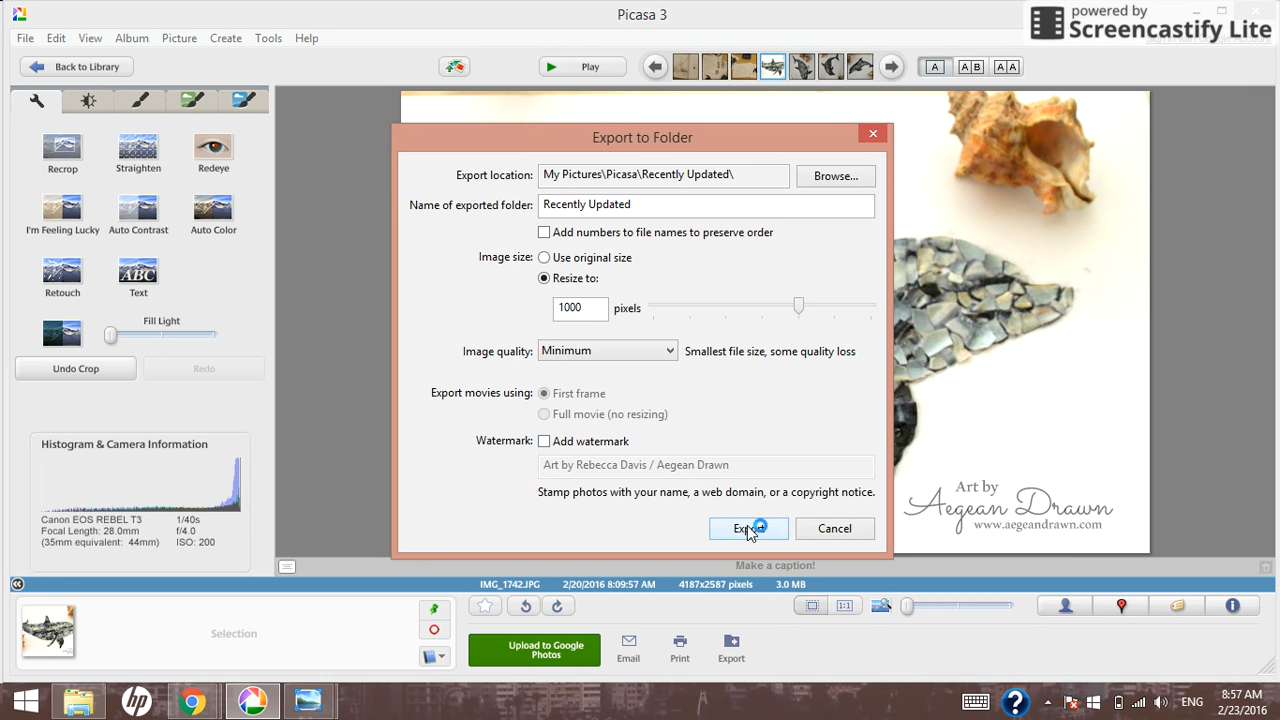 Picasa 3
powered by
Screencastify Lite
File Edit View Album Picture Create Tools Help
Back to Library
Play
A
A B
A A
Export to Folder
Recrop
Straighten
Redeye
Export location: My Pictures\Picasa\Recently Updated\ Browse...
Name of exported folder: Recently Updated
Add numbers to file names to preserve order
I'm Feeling Lucky
Auto Contrast
Auto Color
Image size: Use original size
Resize to:
1000 pixels
ABC
Retouch
Text
Fill Light
Image quality: Minimum Smallest file size, some quality loss
Undo Crop
Redo
Export movies using: First frame
Full movie (no resizing)
Watermark: Add watermark
Art by Rebecca Davis / Aegean Drawn
Stamp photos with your name, a web domain, or a copyright notice.
Export
Cancel
Histogram & Camera Information
Canon EOS REBEL T3 1/40s
Focal Length: 28.0mm f/4.0
(35mm equivalent: 44mm) ISO: 200
Art by
Aegean Drawn
www.aegeandrawn.com
Make a caption!
IMG_1742.JPG 2/20/2016 8:09:57 AM 4187x2587 pixels 3.0 MB
Selection
1:1
Upload to Google
Photos
Email
Print
Export
hp
ENG
8:57 AM
2/23/2016